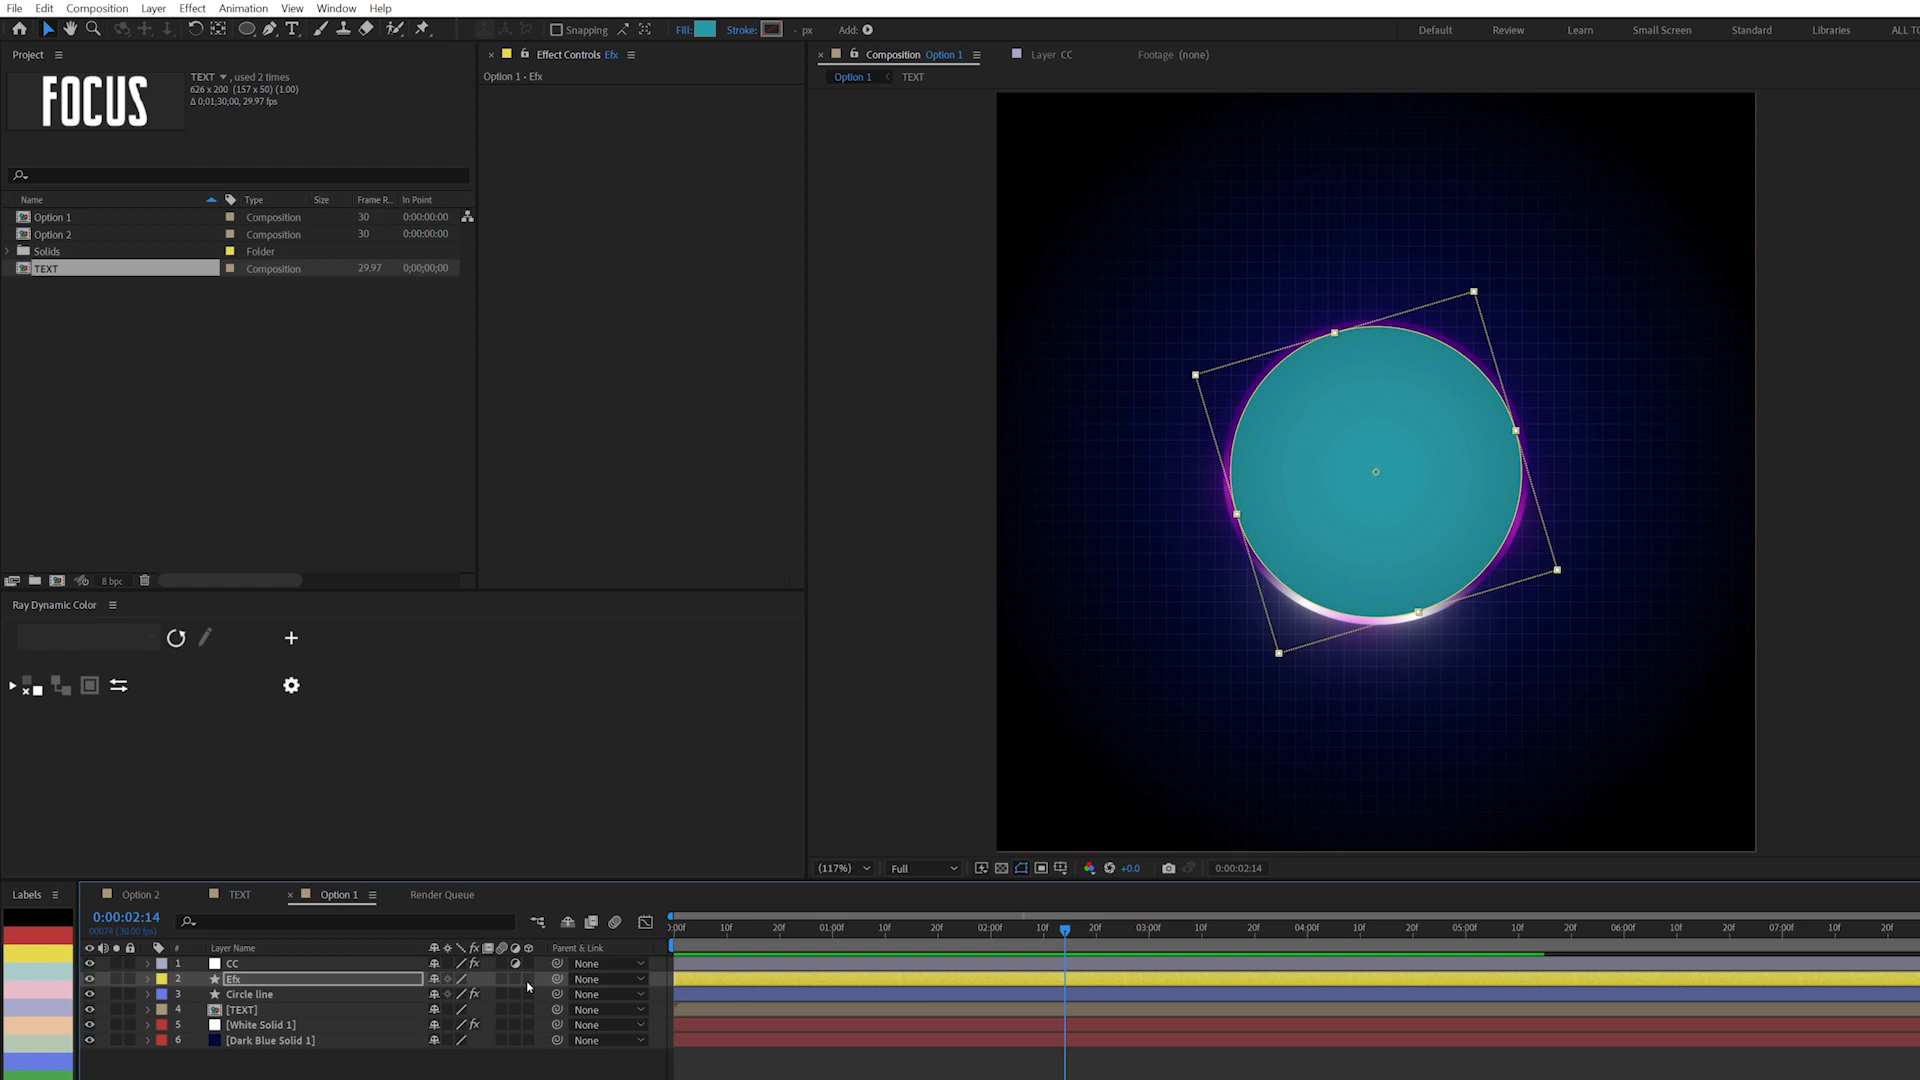 File Edit Composition Layer Effect Animation View Window Help
Snapping Fill: Stroke: - px Add: Default Review Learn Small Screen Standard Libraries ALL TO
Project Effect Controls Efx Composition Option 1 Layer CC Footage (none)
FOCUS
TEXT , used 2 times
626 x 200 (157 x 50) (1.00)
Δ 0;01;30;00, 29.97 fps
Option 1 • Efx
Option 1 TEXT
Name Type Size Frame R... In Point
Option 1 Composition 30 0:00:00:00
Option 2 Composition 30 0:00:00:00
Solids Folder
TEXT Composition 29.97 0;00;00;00
8 bpc
Ray Dynamic Color
(117%) Full +0.0 0:00:02:14
Labels Option 2 TEXT Option 1 Render Queue
0:00:02:14
00074 (30.00 fps)
# Layer Name fx Parent & Link
:00f 10f 20f 01:00f 10f 20f 02:00f 10f 20f 03:00f 10f 20f 04:00f 10f 20f 05:00f 10f 20f 06:00f 10f 20f 07:00f 10f 20f
1 CC fx None
2 Efx None
3 Circle line fx None
4 [TEXT] None
5 [White Solid 1] fx None
6 [Dark Blue Solid 1] None